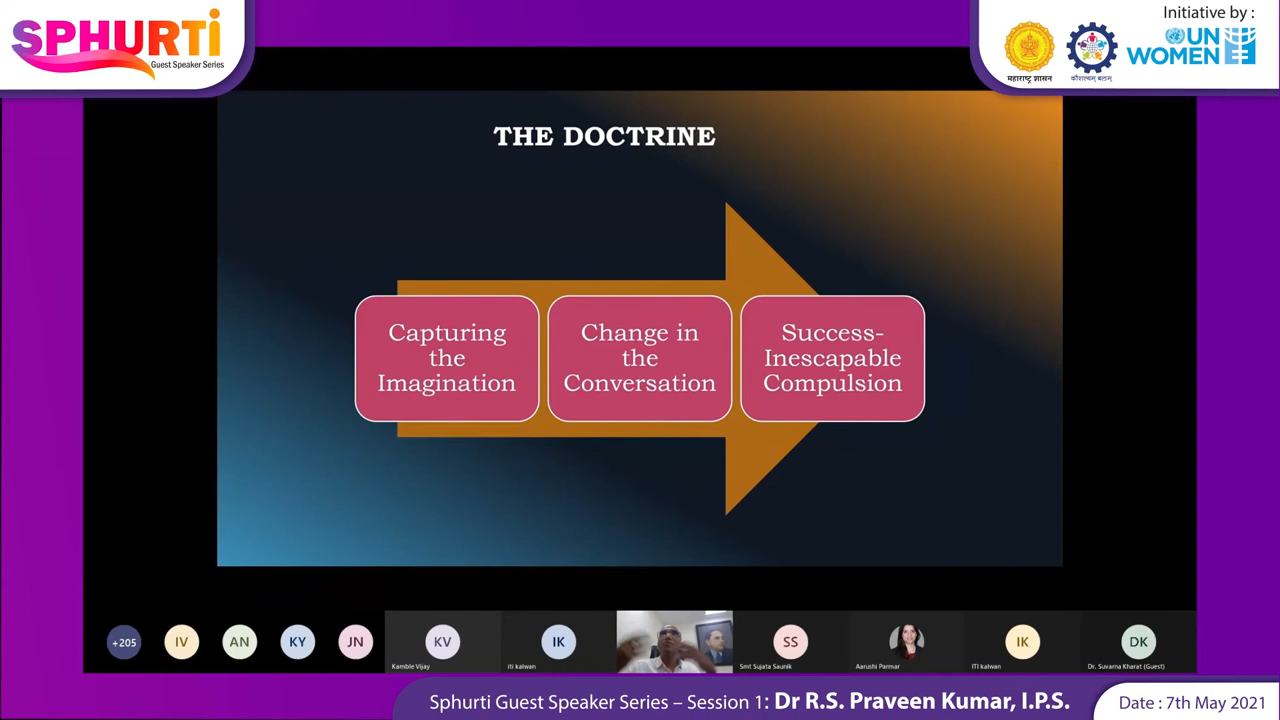 SPHURTI
Guest Speaker Series
Initiative by :
महाराष्ट्र शासन
कौशल्यम् बलम्
UN
WOMEN
THE DOCTRINE
Capturing
the
Imagination
Change in
the
Conversation
Success-
Inescapable
Compulsion
+205
IV
AN
KY
JN
KV
Kamble Vijay
IK
iti kalwan
SS
Smt Sujata Saunik
Aarushi Parmar
IK
ITI kalwan
DK
Dr. Suvarna Kharat (Guest)
Sphurti Guest Speaker Series – Session 1: Dr R.S. Praveen Kumar, I.P.S.
Date : 7th May 2021